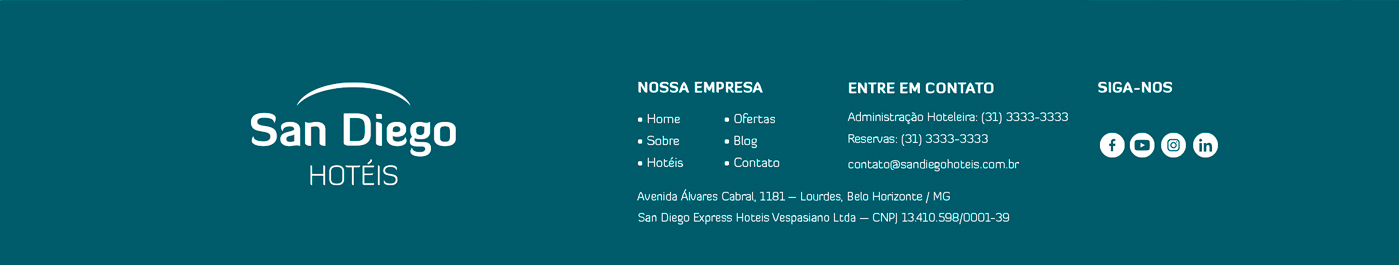 San Diego
HOTÉIS
NOSSA EMPRESA
• Home
• Sobre
• Hotéis
• Ofertas
• Blog
• Contato
ENTRE EM CONTATO
Administração Hoteleira: (31) 3333-3333
Reservas: (31) 3333-3333
contato@sandiegohoteis.com.br
SIGA-NOS
Avenida Álvares Cabral, 1181 – Lourdes, Belo Horizonte / MG
San Diego Express Hoteis Vespasiano Ltda – CNPJ 13.410.598/0001-39